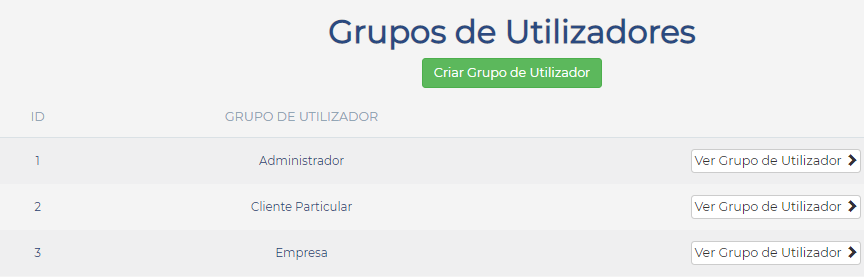 Grupos de Utilizadores
Criar Grupo de Utilizador
ID GRUPO DE UTILIZADOR
1 Administrador Ver Grupo de Utilizador
2 Cliente Particular Ver Grupo de Utilizador
3 Empresa Ver Grupo de Utilizador